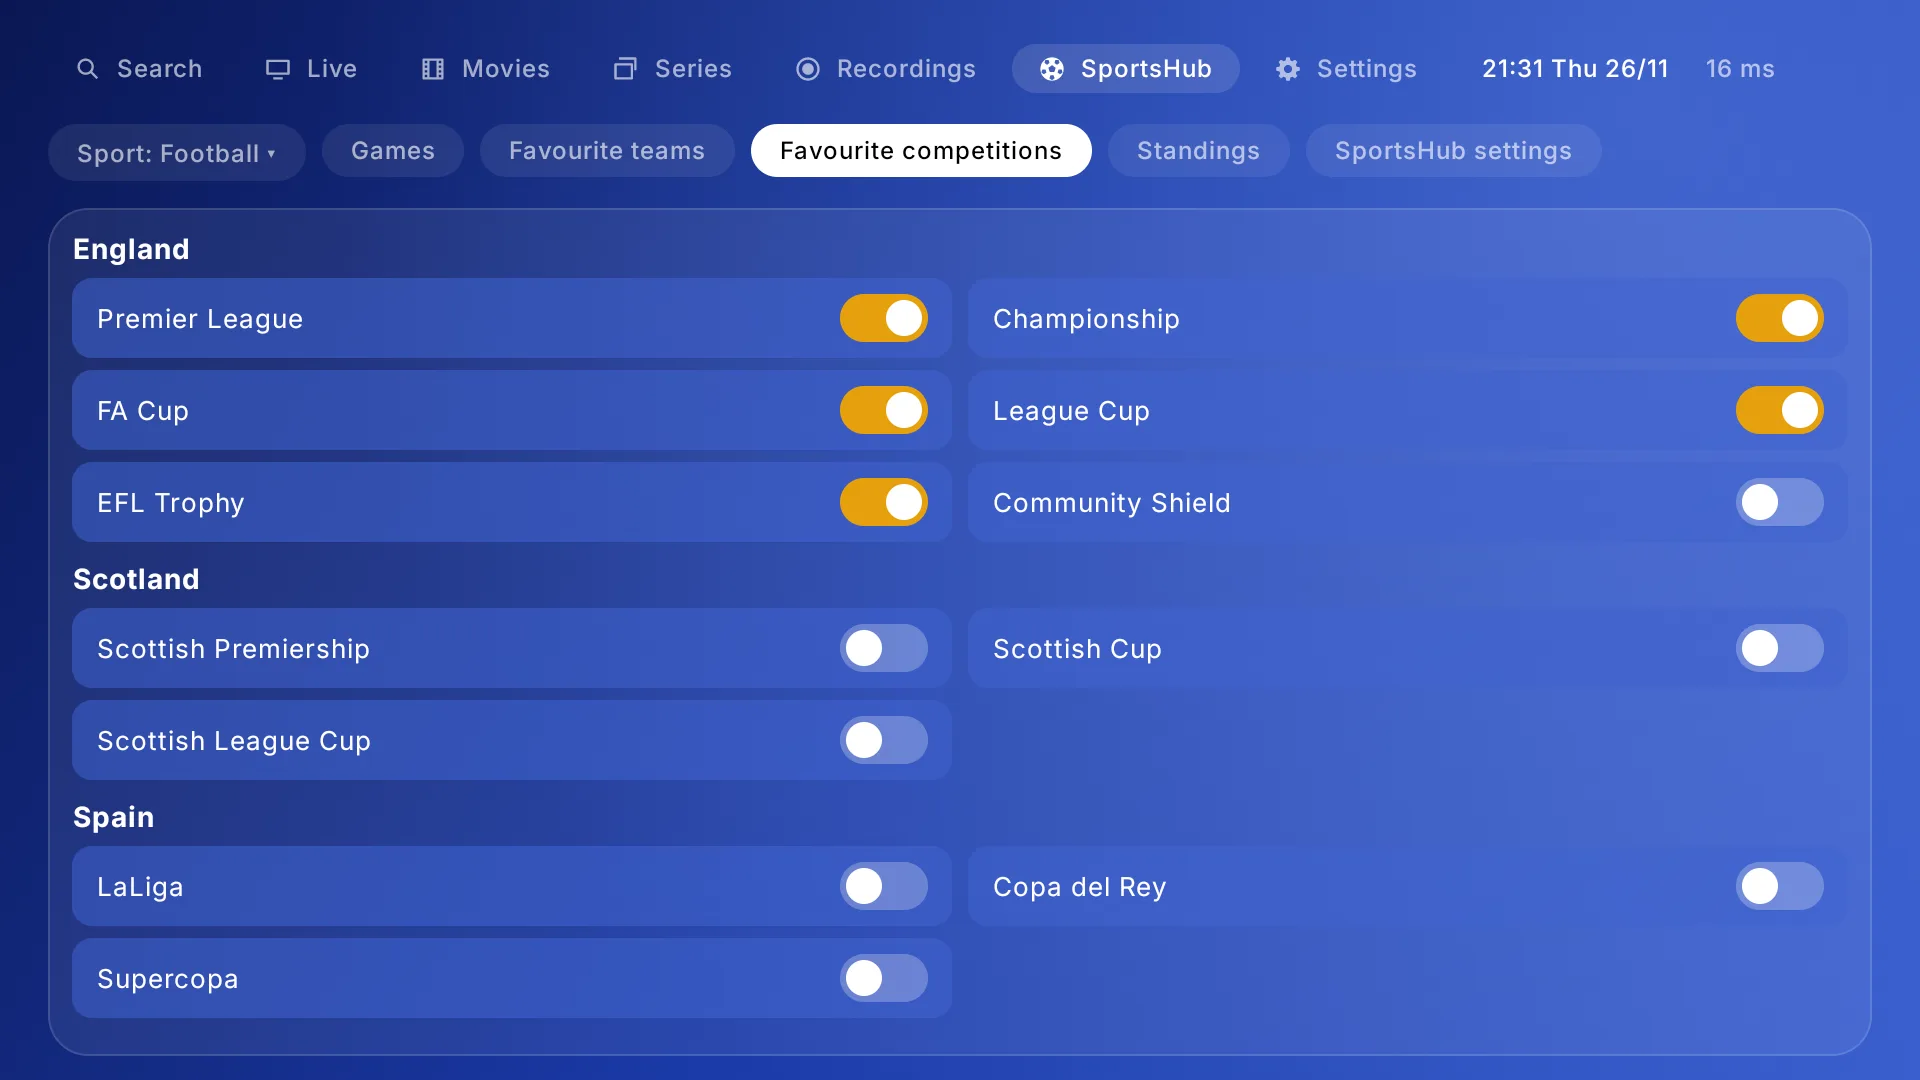 Search Live Movies Series Recordings SportsHub Settings 21:31 Thu 26/11 16 ms
Sport: Football ▾ Games Favourite teams Favourite competitions Standings SportsHub settings
England
Premier League Championship
FA Cup League Cup
EFL Trophy Community Shield
Scotland
Scottish Premiership Scottish Cup
Scottish League Cup
Spain
LaLiga Copa del Rey
Supercopa